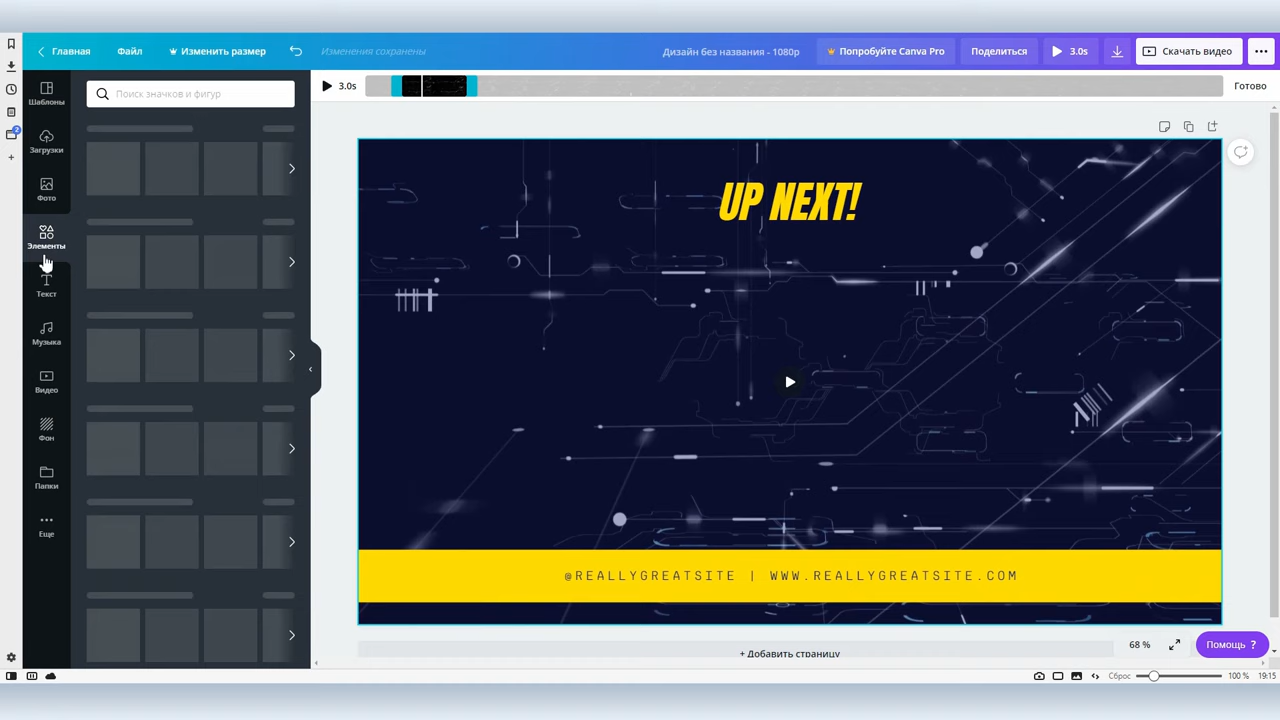 Главная
Файл
Изменить размер
Изменения сохранены
Дизайн без названия - 1080p
Попробуйте Canva Pro
Поделиться
3.0s
Скачать видео
Шаблоны
Загрузки
Фото
Элементы
Текст
Музыка
Видео
Фон
Папки
Еще
Поиск значков и фигур
3.0s
Готово
UP NEXT!
@REALLYGREATSITE | WWW.REALLYGREATSITE.COM
+ Добавить страницу
68 %
Помощь ?
2
Сброс
100 %
19:15